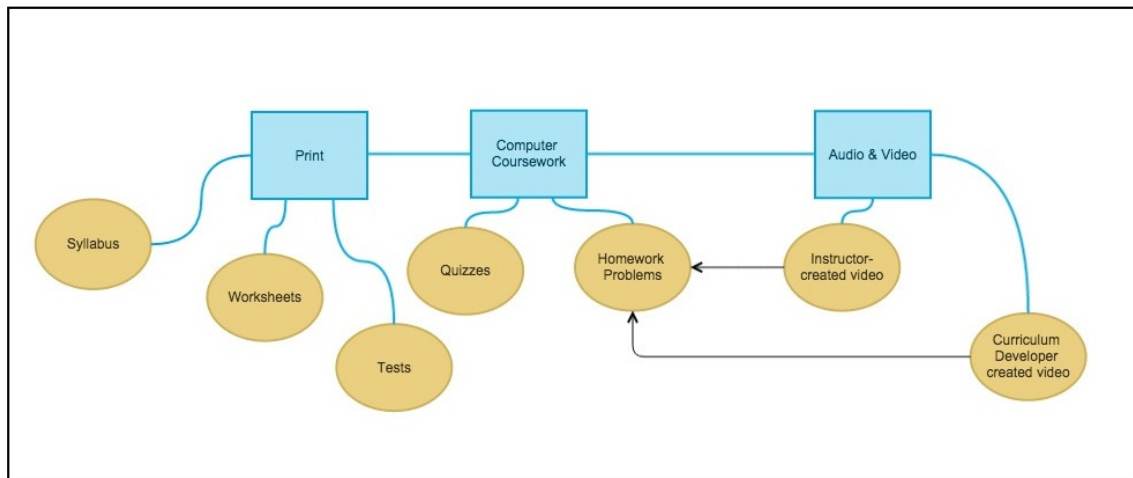 Print
Computer
Coursework
Audio & Video
Syllabus
Worksheets
Tests
Quizzes
Homework
Problems
Instructor-
created video
Curriculum
Developer
created video